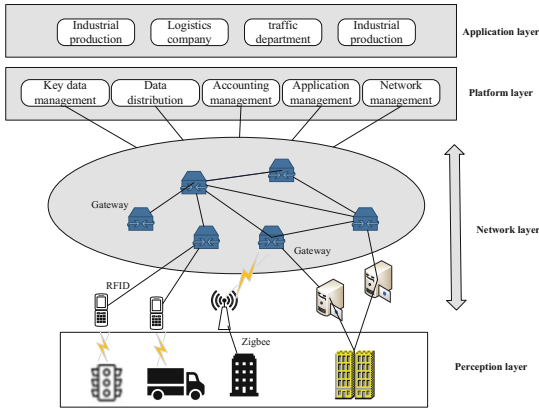 Industrial
production
Logistics
company
traffic
department
Industrial
production
Application layer
Key data
management
Data
distribution
Accounting
management
Application
management
Network
management
Platform layer
Gateway
Gateway
Network layer
RFID
Zigbee
Perception layer